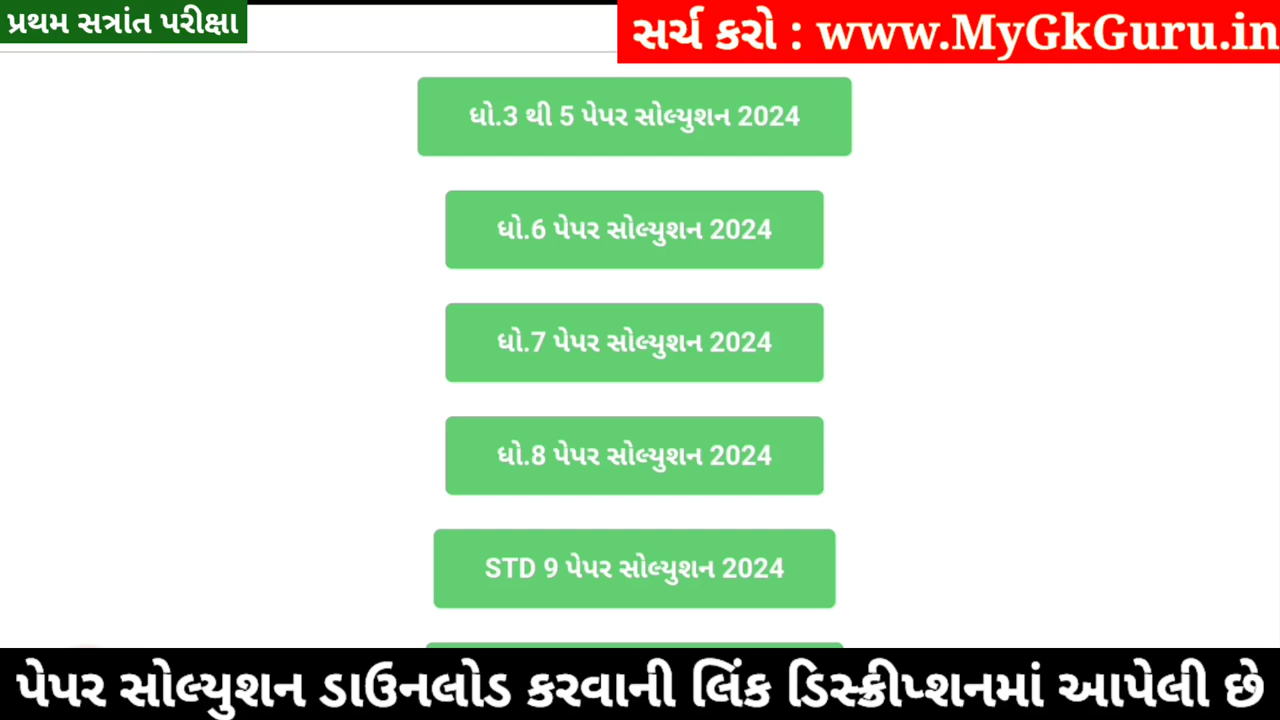 પ્રથમ સત્રાંત પરીક્ષા
સર્ચ કરો : www.MyGkGuru.in
ધો.3 થી 5 પેપર સોલ્યુશન 2024
ધો.6 પેપર સોલ્યુશન 2024
ધો.7 પેપર સોલ્યુશન 2024
ધો.8 પેપર સોલ્યુશન 2024
STD 9 પેપર સોલ્યુશન 2024
પેપર સોલ્યુશન ડાઉનલોડ કરવાની લિંક ડિસ્ક્રીપ્શનમાં આપેલી છે